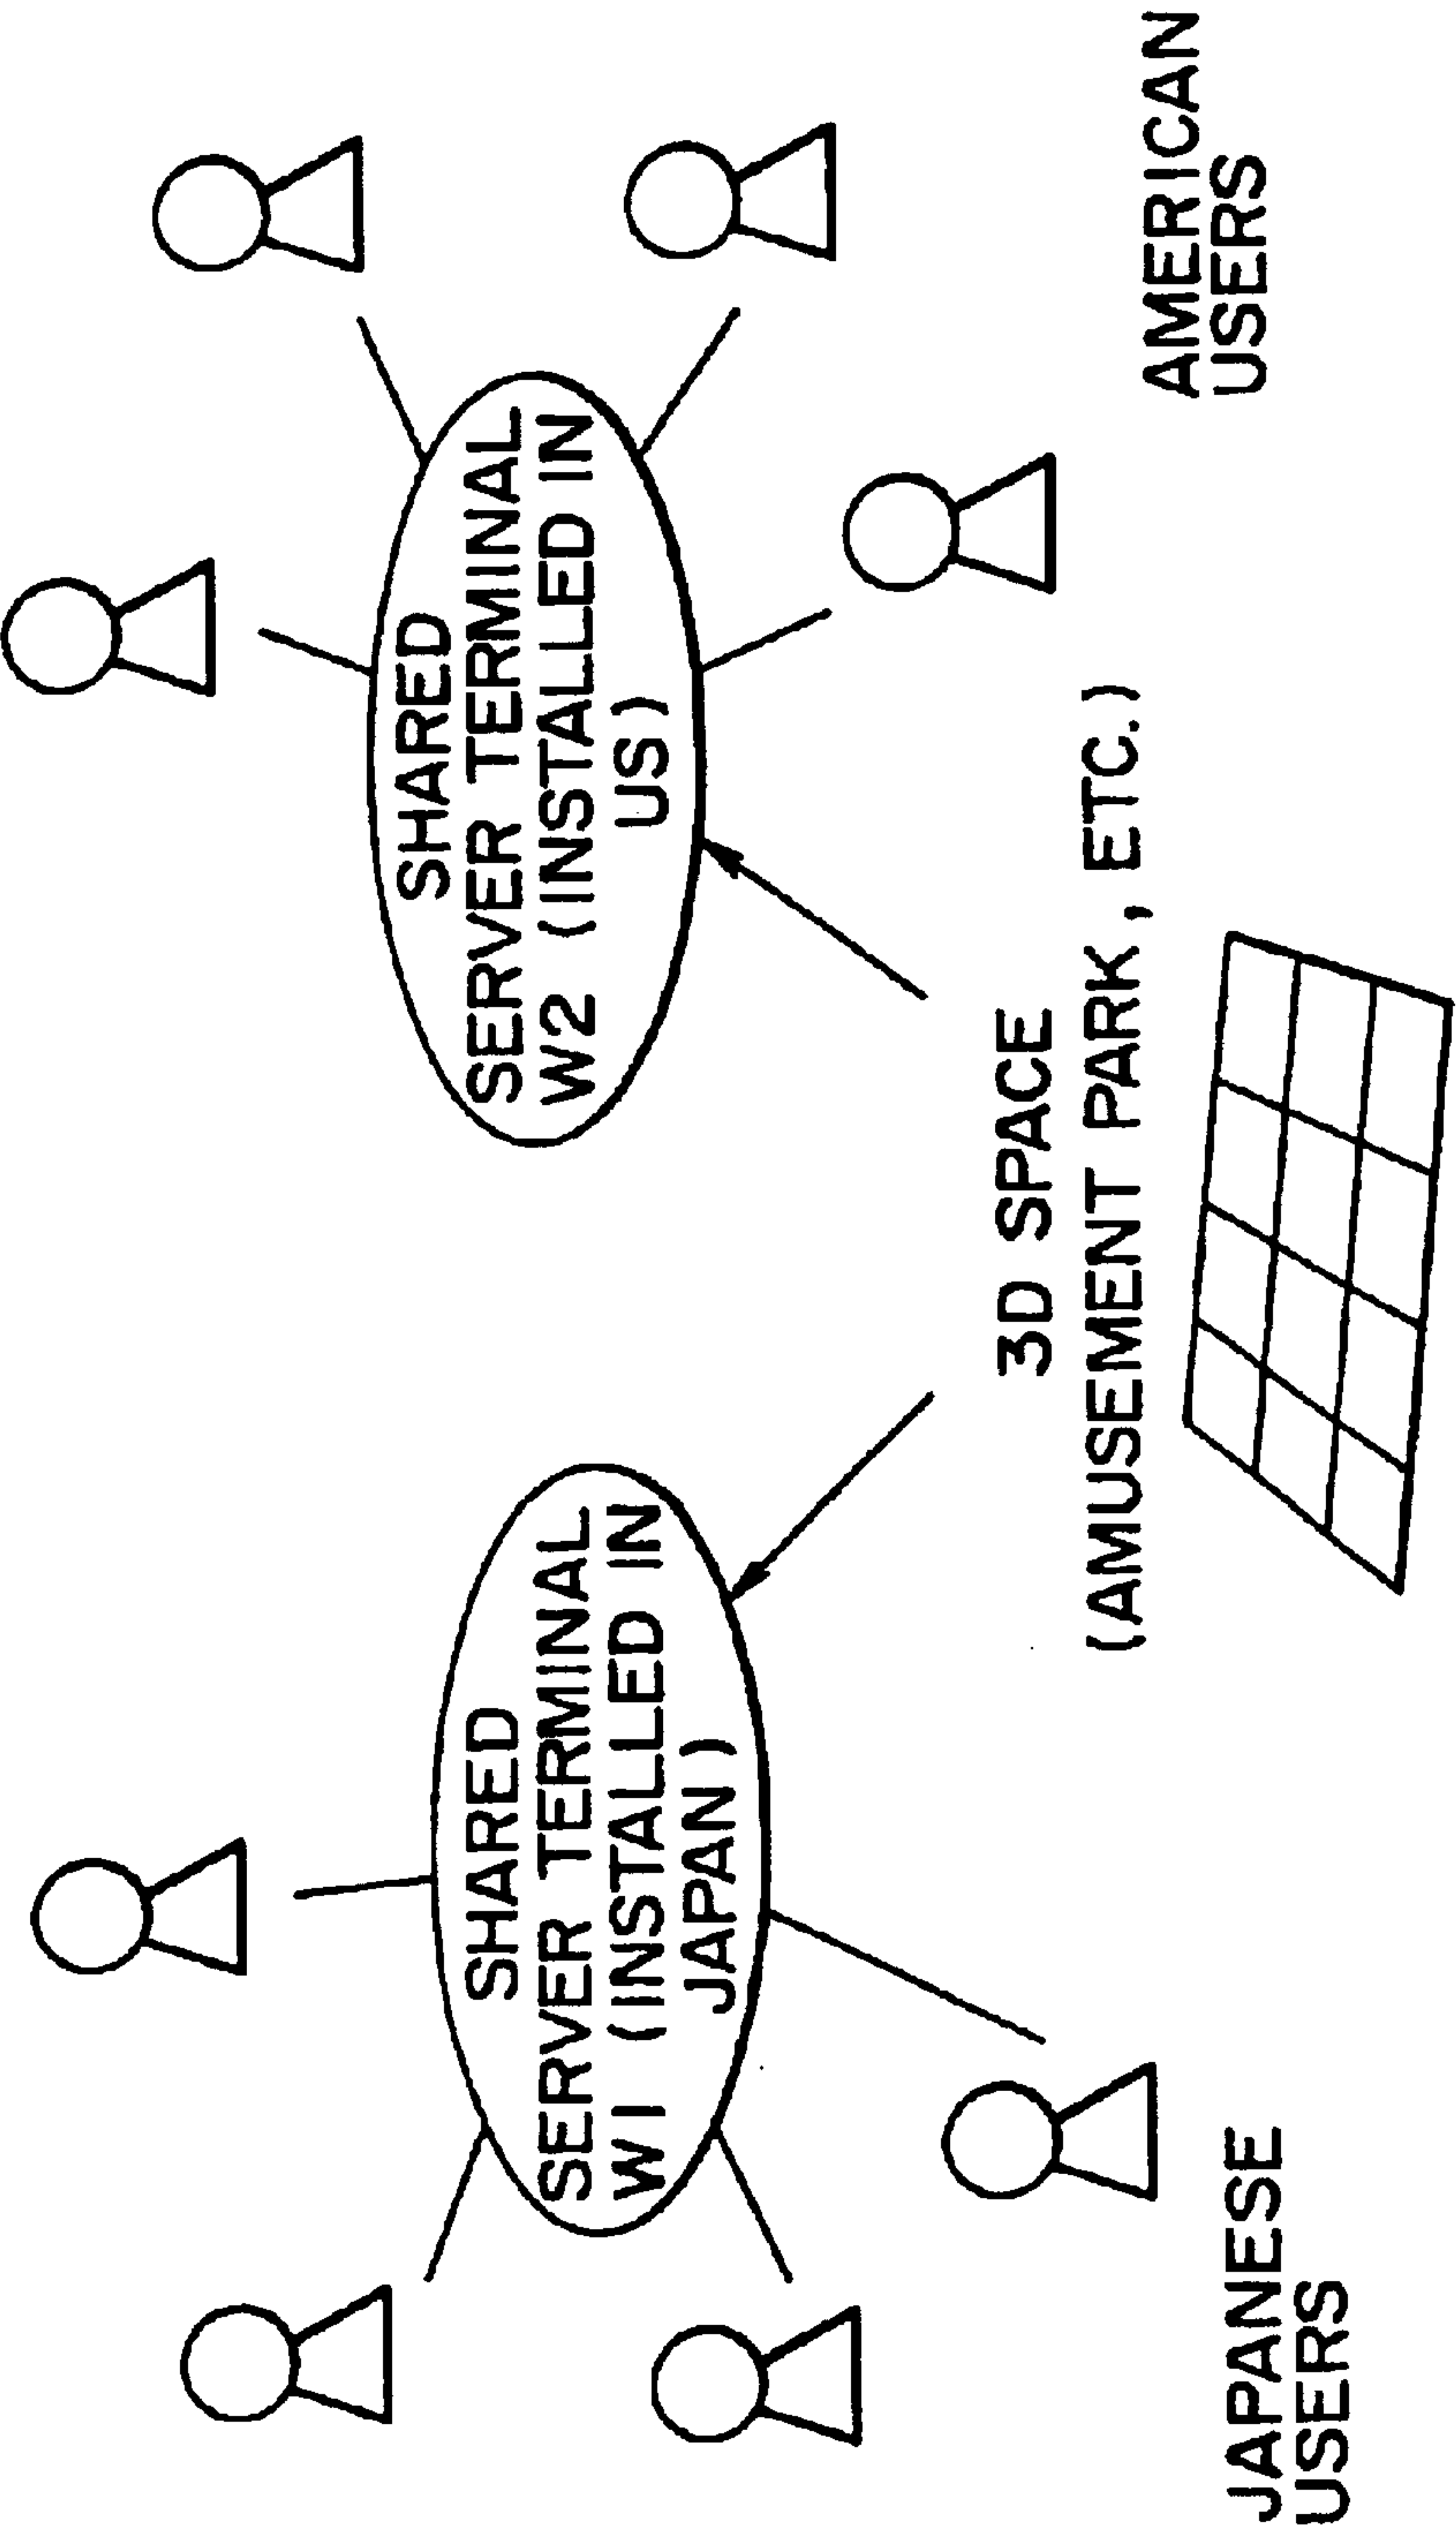 SHARED
SERVER TERMINAL
W1 (INSTALLED IN
JAPAN)
SHARED
SERVER TERMINAL
W2 (INSTALLED IN
US)
3D SPACE
(AMUSEMENT PARK, ETC.)
JAPANESE
USERS
AMERICAN
USERS